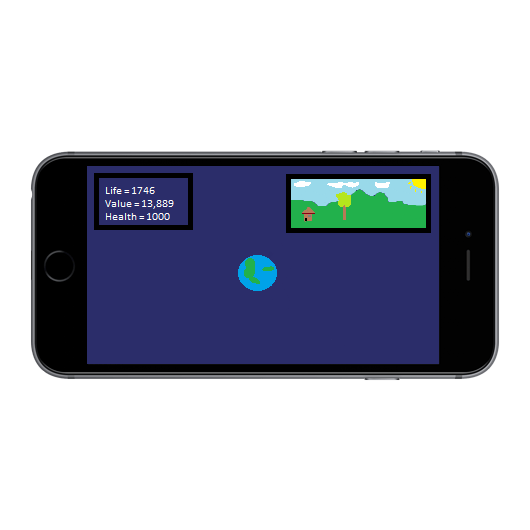 Life = 1746
Value = 13,889
Health = 1000